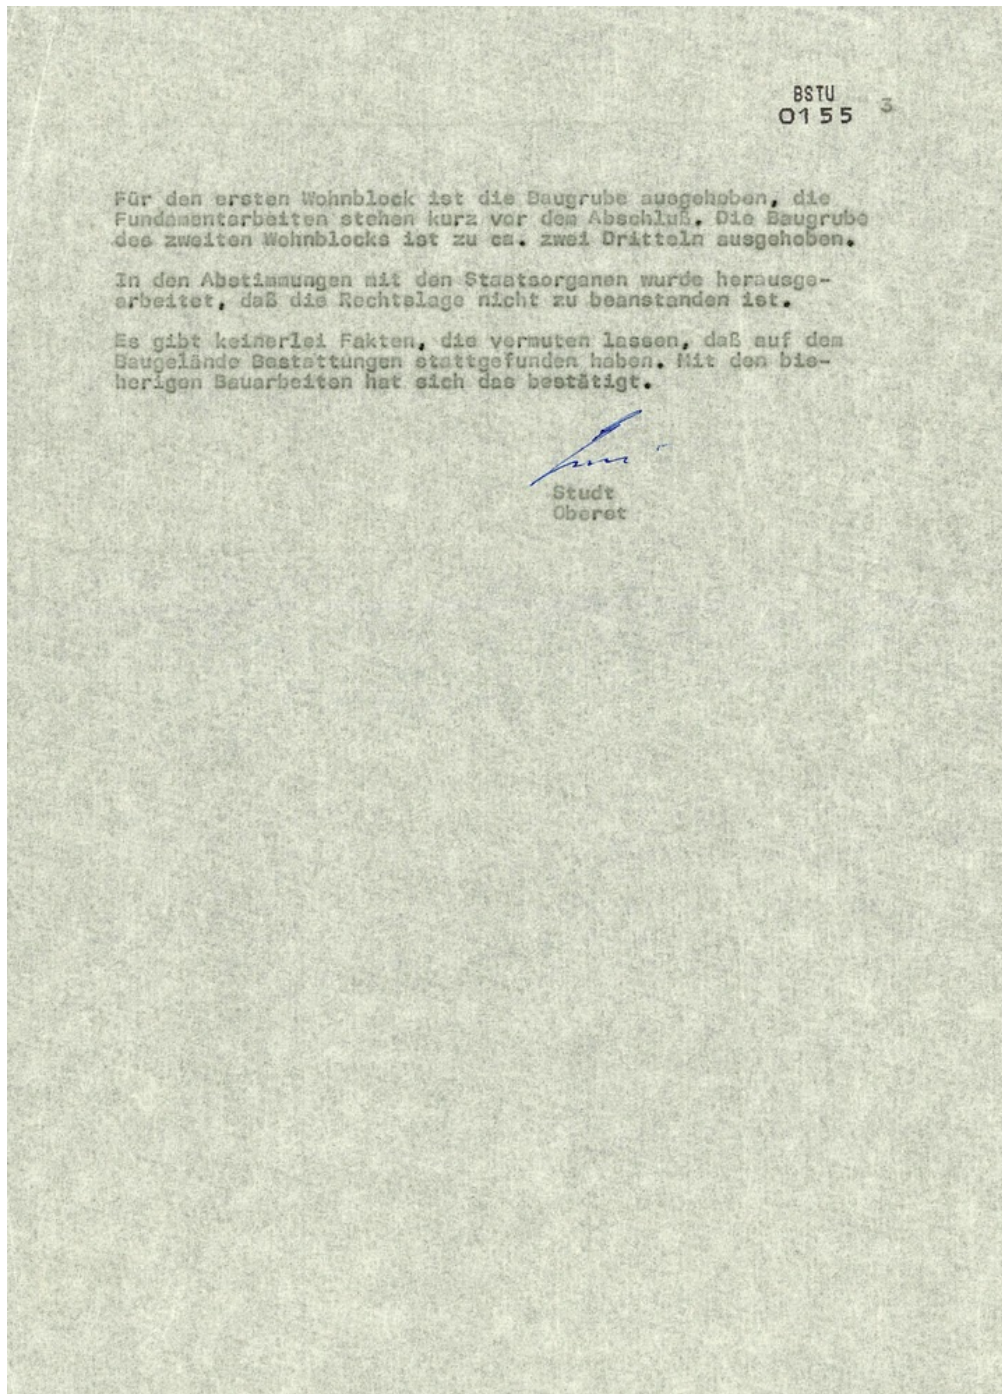 BSTU
0155
3
Für den ersten Wohnblock ist die Baugrube ausgehoben, die
Fundamentarbeiten stehen kurz vor dem Abschluß. Die Baugrube
des zweiten Wohnblocks ist zu ca. zwei Dritteln ausgehoben.
In den Abstimmungen mit den Staatsorganen wurde herausge-
arbeitet, daß die Rechtslage nicht zu beanstanden ist.
Es gibt keinerlei Fakten, die vermuten lassen, daß auf dem
Baugelände Bestattungen stattgefunden haben. Mit den bis-
herigen Bauarbeiten hat sich das bestätigt.
Studt
Oberst